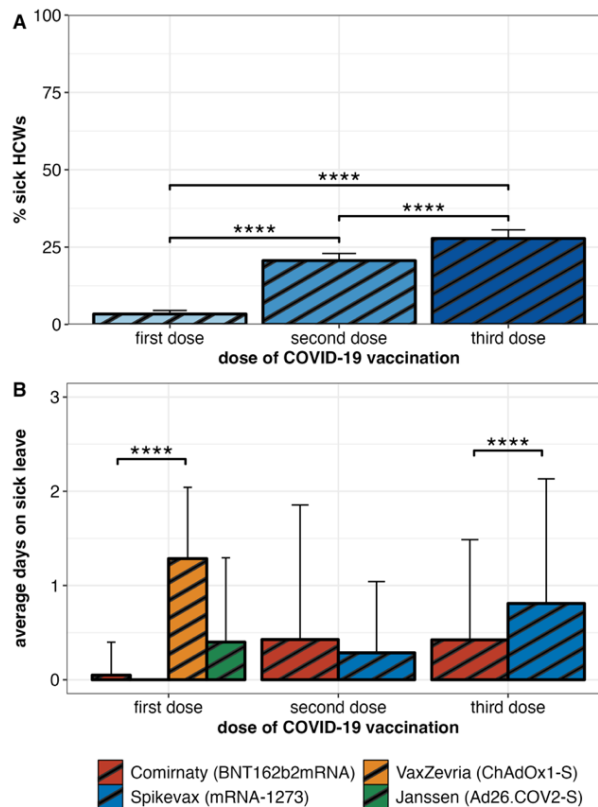 A
100
75
50
25
0
% sick HCWs
****
****
****
first dose
second dose
third dose
dose of COVID-19 vaccination
B
3
2
1
0
average days on sick leave
****
****
first dose
second dose
third dose
dose of COVID-19 vaccination
Comirnaty (BNT162b2mRNA)
VaxZevria (ChAdOx1-S)
Spikevax (mRNA-1273)
Janssen (Ad26.COV2-S)